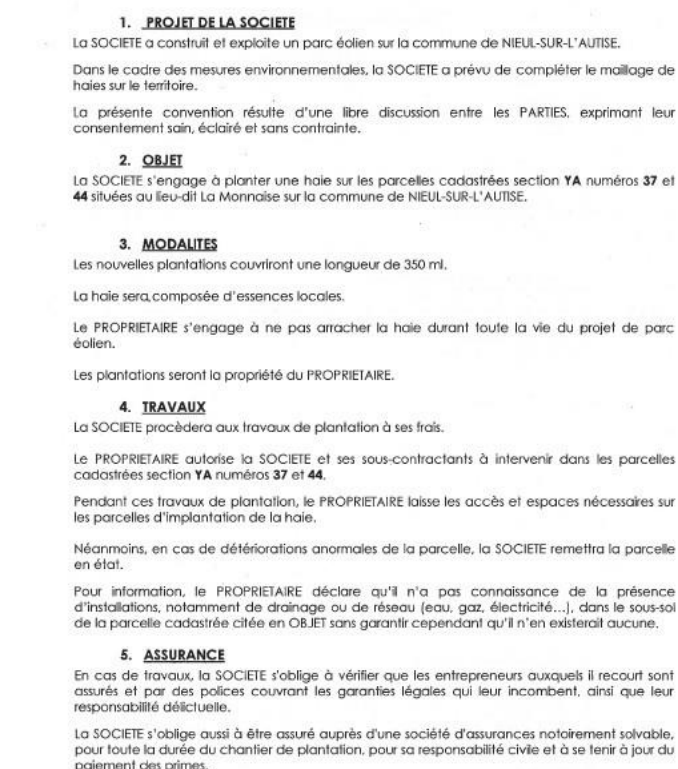 1. PROJET DE LA SOCIETE
La SOCIETE a construit et exploite un parc éolien sur la commune de NIEUL-SUR-L'AUTISE.
Dans le cadre des mesures environnementales, la SOCIETE a prévu de compléter le maillage de
haies sur le territoire.
La présente convention résulte d'une libre discussion entre les PARTIES, exprimant leur
consentement sain, éclairé et sans contrainte.
2. OBJET
La SOCIETE s'engage à planter une haie sur les parcelles cadastrées section YA numéros 37 et
44 situées au lieu-dit La Monnaise sur la commune de NIEUL-SUR-L'AUTISE.
3. MODALITES
Les nouvelles plantations couvriront une longueur de 350 ml.
La haie sera composée d'essences locales.
Le PROPRIETAIRE s'engage à ne pas arracher la haie durant toute la vie du projet de parc
éolien.
Les plantations seront la propriété du PROPRIETAIRE.
4. TRAVAUX
La SOCIETE procèdera aux travaux de plantation à ses frais.
Le PROPRIETAIRE autorise la SOCIETE et ses sous-contractants à intervenir dans les parcelles
cadastrées section YA numéros 37 et 44.
Pendant ces travaux de plantation, le PROPRIETAIRE laisse les accès et espaces nécessaires sur
les parcelles d'implantation de la haie.
Néanmoins, en cas de détériorations anormales de la parcelle, la SOCIETE remettra la parcelle
en état.
Pour information, le PROPRIETAIRE déclare qu'il n'a pas connaissance de la présence
d'installations, notamment de drainage ou de réseau (eau, gaz, électricité...), dans le sous-sol
de la parcelle cadastrée citée en OBJET sans garantir cependant qu'il n'en existerait aucune.
5. ASSURANCE
En cas de travaux, la SOCIETE s'oblige à vérifier que les entrepreneurs auxquels il recourt sont
assurés et par des polices couvrant les garanties légales qui leur incombent, ainsi que leur
responsabilité délictuelle.
La SOCIETE s'oblige aussi à être assuré auprès d'une société d'assurances notoirement solvable,
pour toute la durée du chantier de plantation, pour sa responsabilité civile et à se tenir à jour du
paiement des primes.